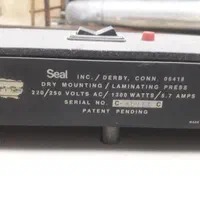 Seal INC. / DERBY, CONN. 06418
DRY MOUNTING / LAMINATING PRESS
220/250 VOLTS AC / 1300 WATTS / 5.7 AMPS
SERIAL NO.
PATENT PENDING